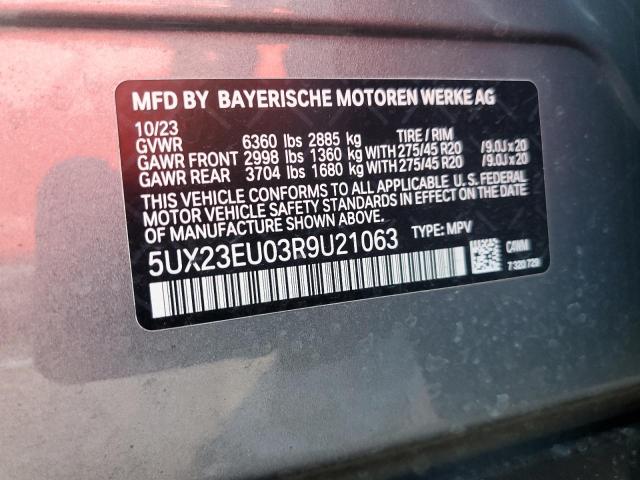 MFD BY BAYERISCHE MOTOREN WERKE AG
10/23 TIRE / RIM
GVWR 6360 lbs 2885 kg
GAWR FRONT 2998 lbs 1360 kg WITH 275/45 R20 /9.0J x 20
GAWR REAR 3704 lbs 1680 kg WITH 275/45 R20 /9.0J x 20
THIS VEHICLE CONFORMS TO ALL APPLICABLE U. S. FEDERAL
MOTOR VEHICLE SAFETY STANDARDS IN EFFECT ON THE DATE
OF MANUFACTURE SHOWN ABOVE.
5UX23EU03R9U21063 TYPE: MPV
CAWM
7320720